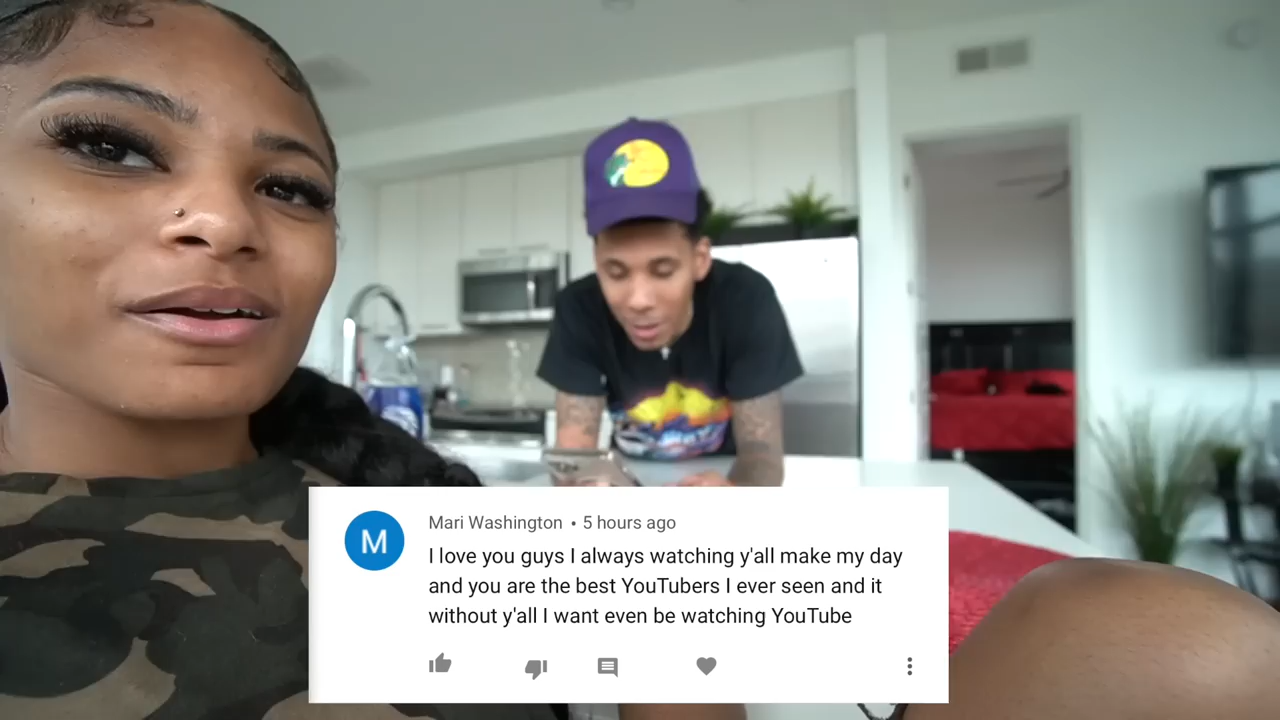 M
Mari Washington • 5 hours ago
I love you guys I always watching y'all make my day
and you are the best YouTubers I ever seen and it
without y'all I want even be watching YouTube